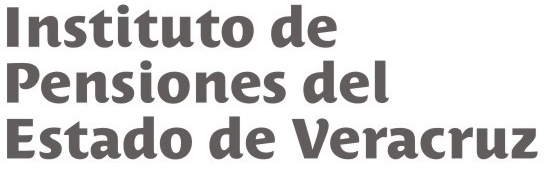 Instituto de
Pensiones del
Estado de Veracruz